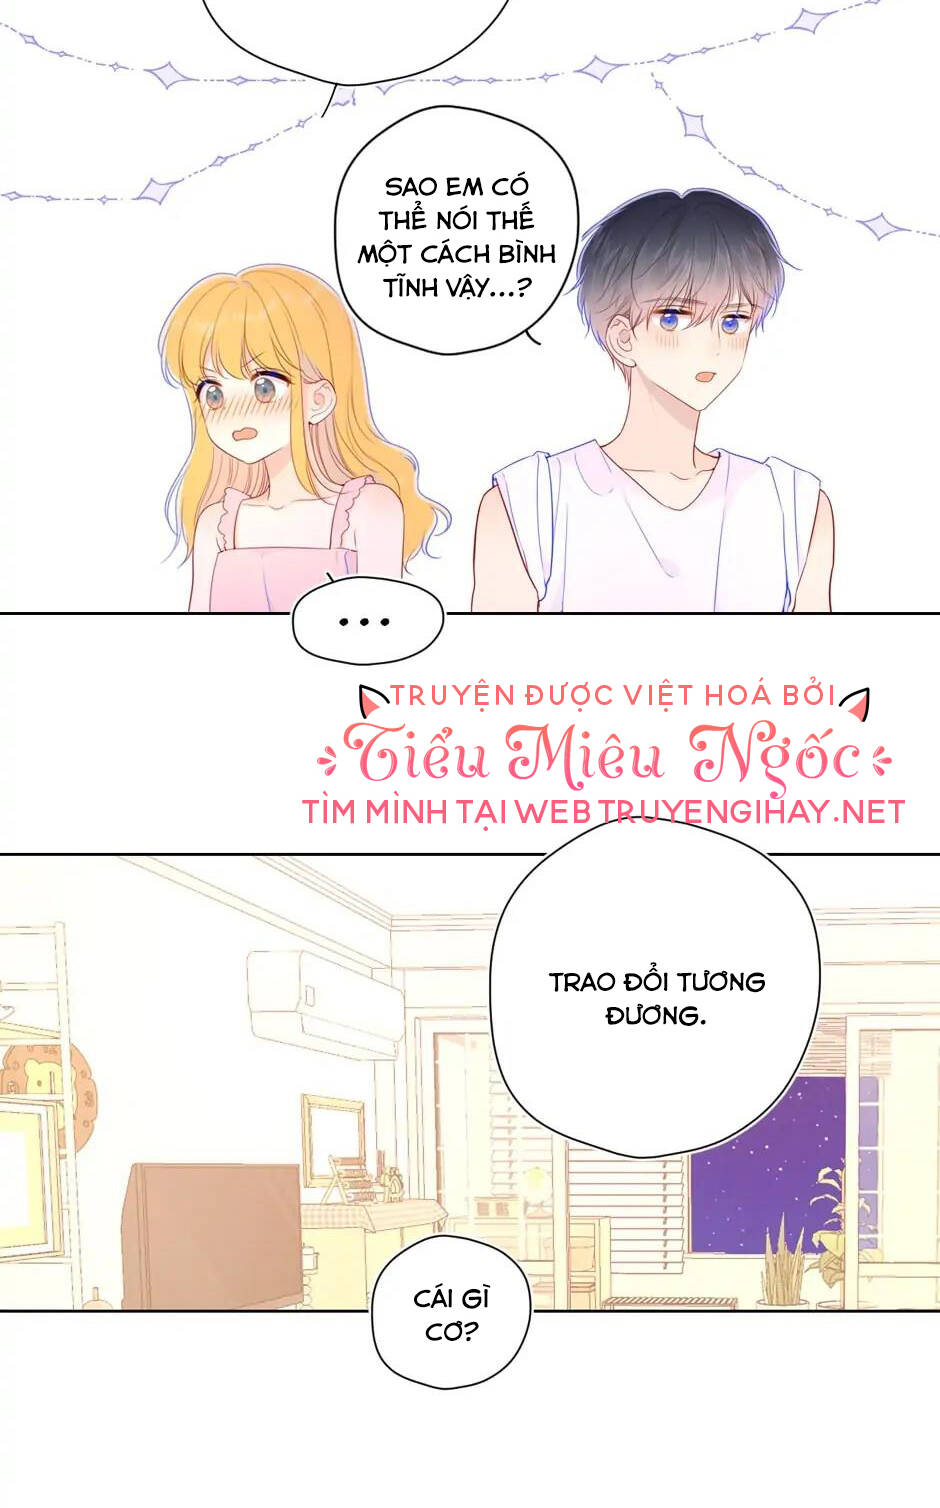 SAO EM CÓ
THỂ NÓI THẾ
MỘT CÁCH BÌNH
TĨNH VẬY...?
...
TRUYỆN ĐƯỢC VIỆT HOÁ BỞI
Tiểu Miêu Ngốc
TÌM MÌNH TẠI WEB TRUYENGIHAY.NET
TRAO ĐỔI TƯƠNG
ĐƯƠNG.
CÁI GÌ
CƠ?